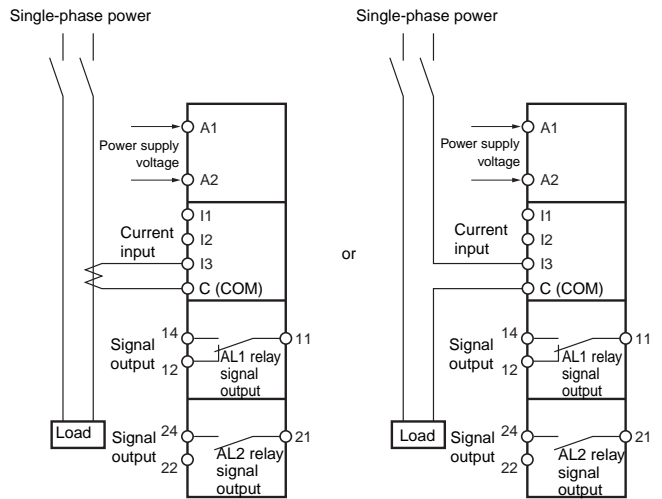 Single-phase power
A1
Power supply
voltage
A2
I1
I2
Current
input
I3
C (COM)
14
Signal
output
12
11
AL1 relay
signal
output
Load
24
Signal
output
22
21
AL2 relay
signal
output
or
Single-phase power
A1
Power supply
voltage
A2
I1
I2
Current
input
I3
C (COM)
14
Signal
output
12
11
AL1 relay
signal
output
Load
24
Signal
output
22
21
AL2 relay
signal
output